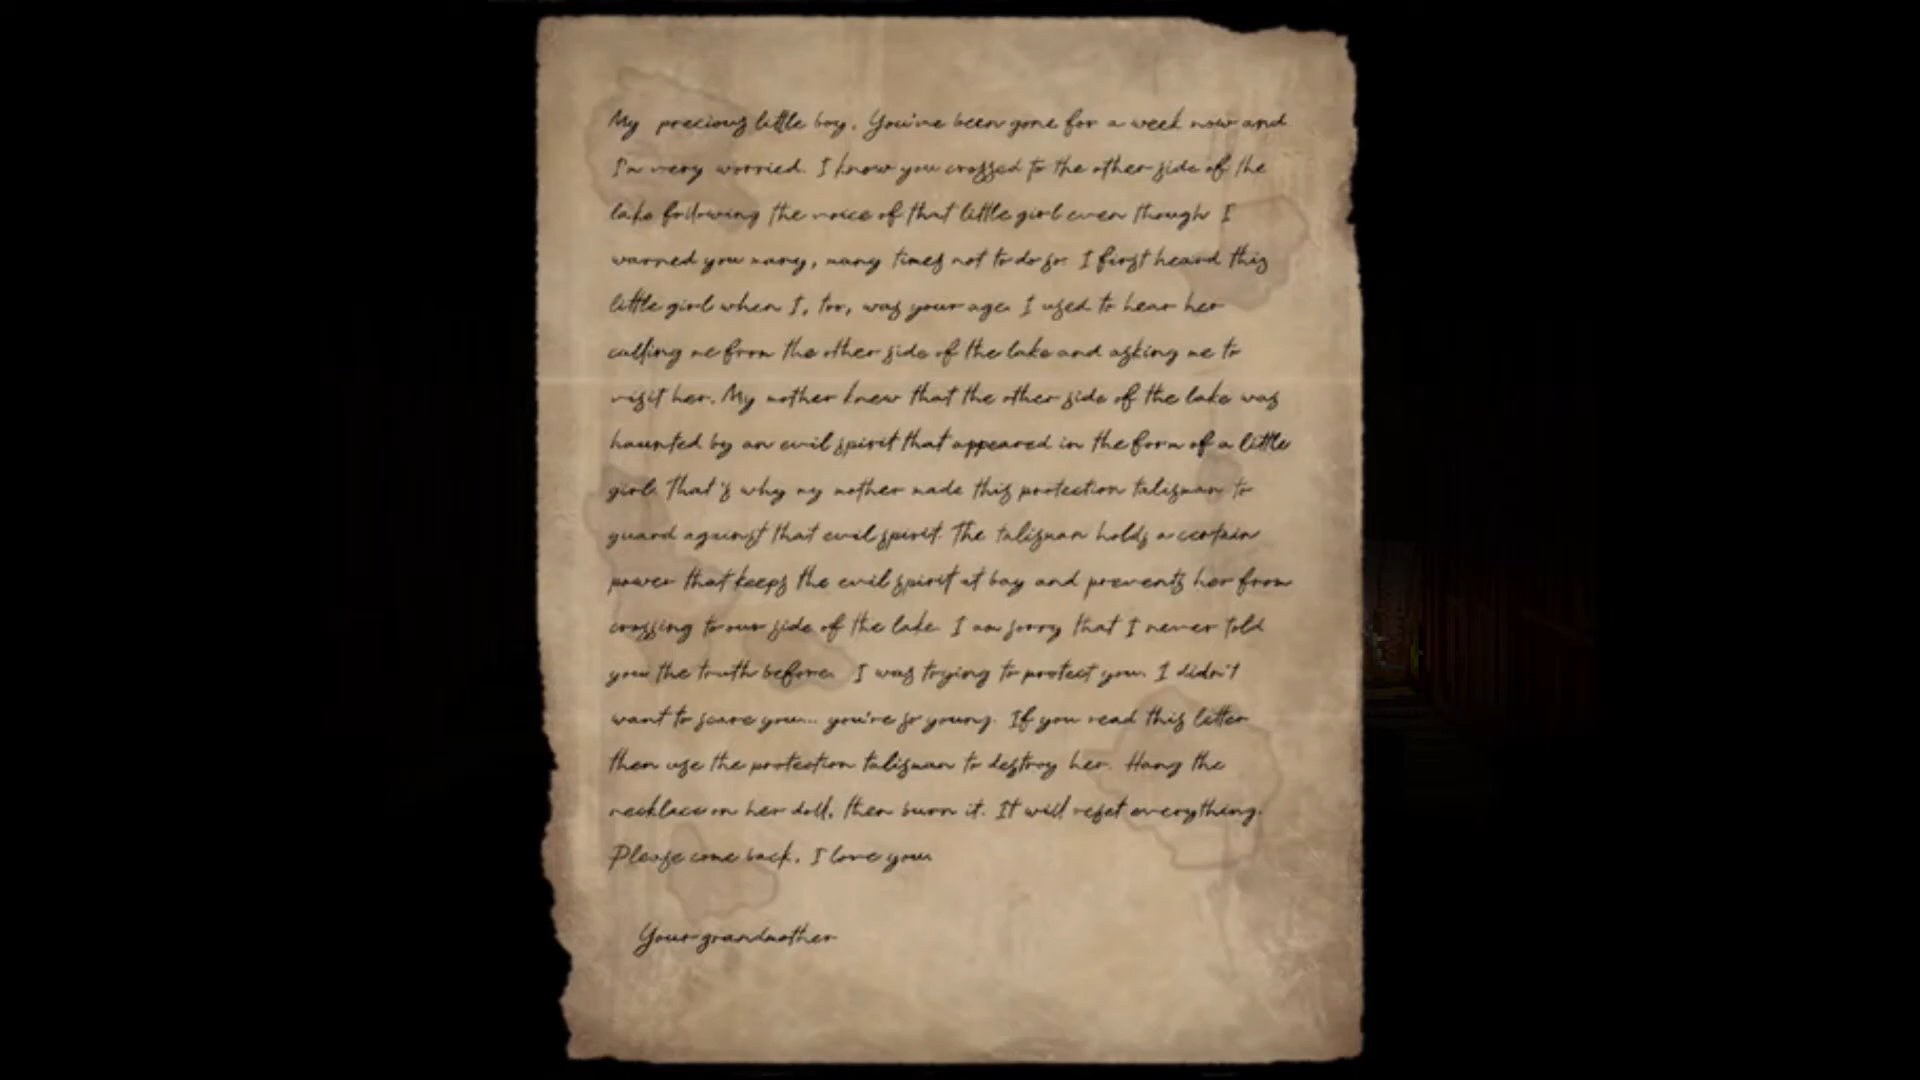 My precious little boy. You've been gone for a week now and
I'm very worried. I know you crossed to the other side of the
lake following the voice of that little girl even though I
warned you many, many times not to do so. I first heard this
little girl when I, too, was your age. I used to hear her
calling me from the other side of the lake and asking me to
visit her. My mother knew that the other side of the lake was
haunted by an evil spirit that appeared in the form of a little
girl. That's why my mother made this protection talisman to
guard against that evil spirit. The talisman holds a certain
power that keeps the evil spirit at bay and prevents her from
crossing to our side of the lake. I am sorry that I never told
you the truth before. I was trying to protect you. I didn't
want to scare you... you're so young. If you read this letter
then use the protection talisman to destroy her. Hang the
necklace on her doll, then burn it. It will reset everything.
Please come back, I love you.
Your grandmother